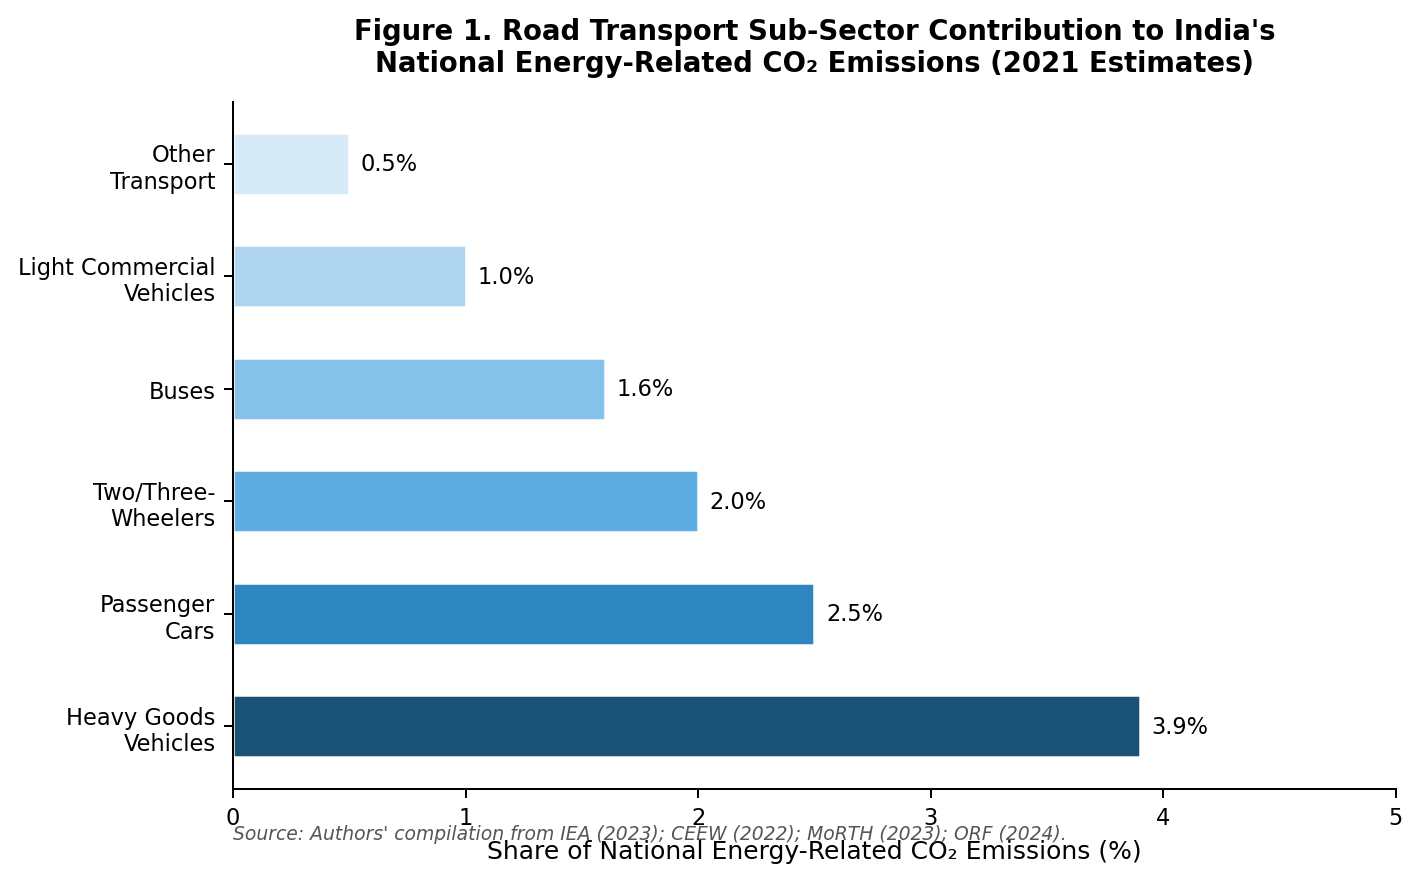 Figure 1. Road Transport Sub-Sector Contribution to India's
National Energy-Related CO₂ Emissions (2021 Estimates)
Other
Transport
0.5%
Light Commercial
Vehicles
1.0%
Buses
1.6%
Two/Three-
Wheelers
2.0%
Passenger
Cars
2.5%
Heavy Goods
Vehicles
3.9%
0 1 2 3 4 5
Source: Authors' compilation from IEA (2023); CEEW (2022); MoRTH (2023); ORF (2024).
Share of National Energy-Related CO₂ Emissions (%)